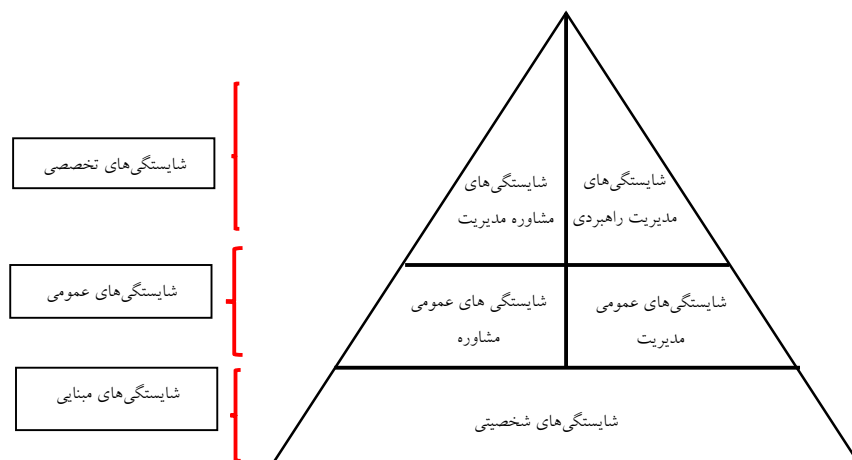 شایستگی‌های تخصصی
شایستگی‌های
مدیریت راهبردی
شایستگی‌های
مشاوره مدیریت
شایستگی‌های عمومی
شایستگی‌های عمومی
مدیریت
شایستگی های عمومی
مشاوره
شایستگی‌های مبنایی
شایستگی‌های شخصیتی